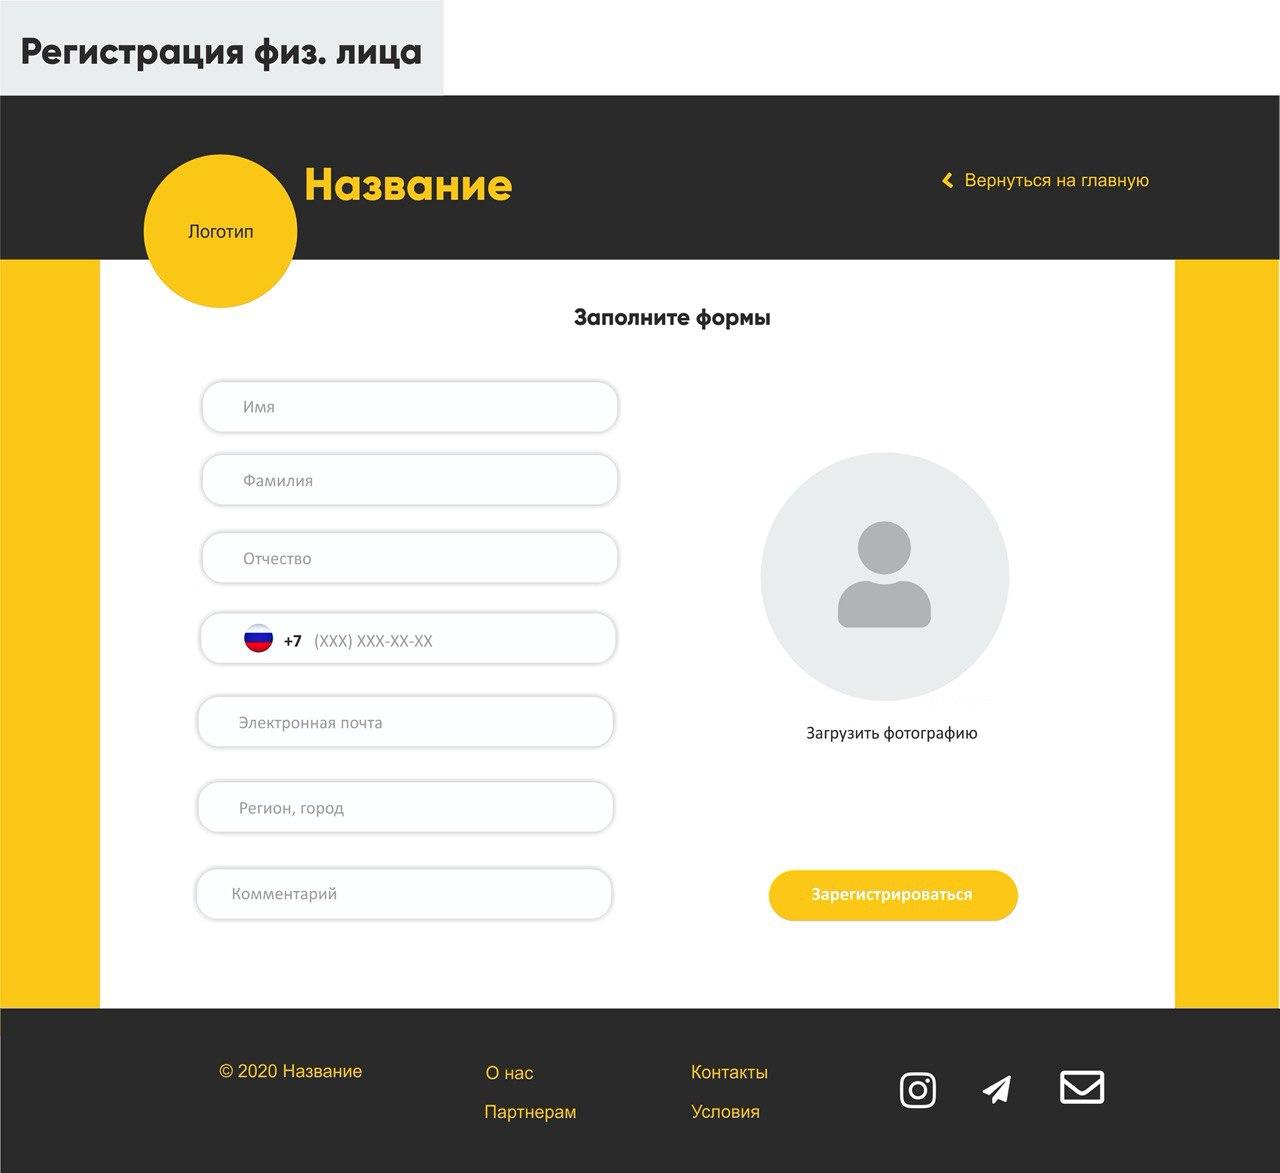 Регистрация физ. лица
Название
Логотип
Вернуться на главную
Заполните формы
Имя
Фамилия
Отчество
+7 (XXX) XXX-XX-XX
Электронная почта
Регион, город
Комментарий
Загрузить фотографию
Зарегистрироваться
© 2020 Название
О нас
Партнерам
Контакты
Условия